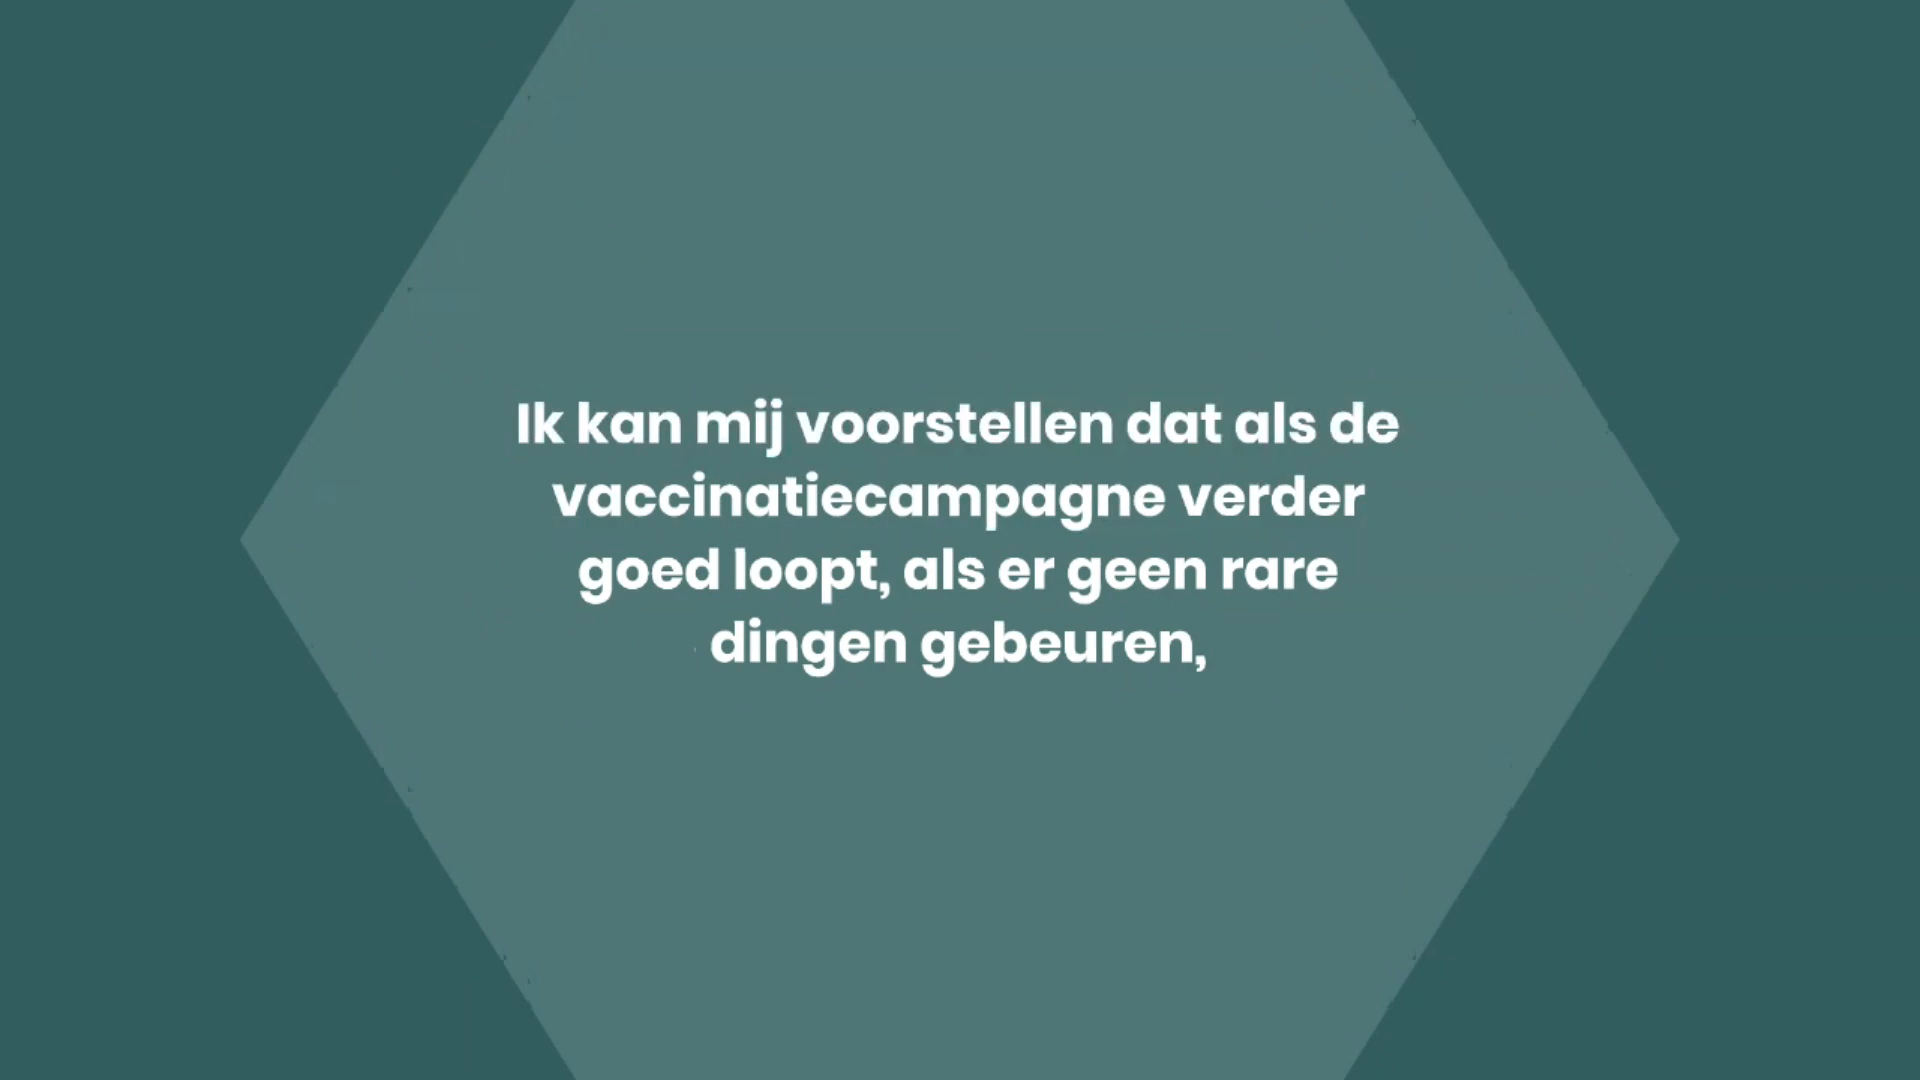 Ik kan mij voorstellen dat als de
vaccinatiecampagne verder
goed loopt, als er geen rare
dingen gebeuren,